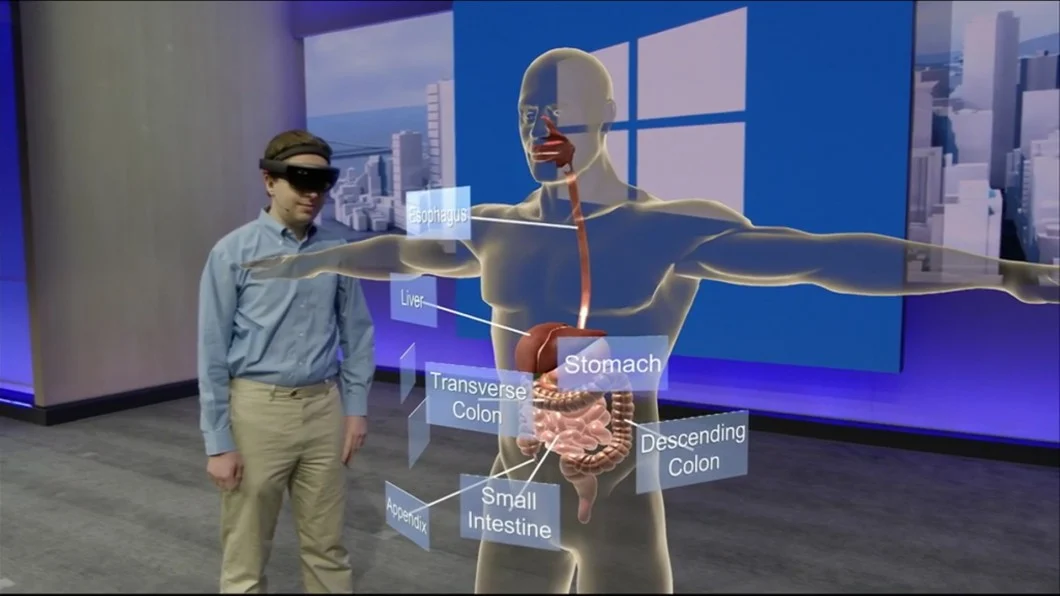 Esophagus
Liver
Stomach
Transverse
Colon
Descending
Colon
Small
Intestine
Appendix